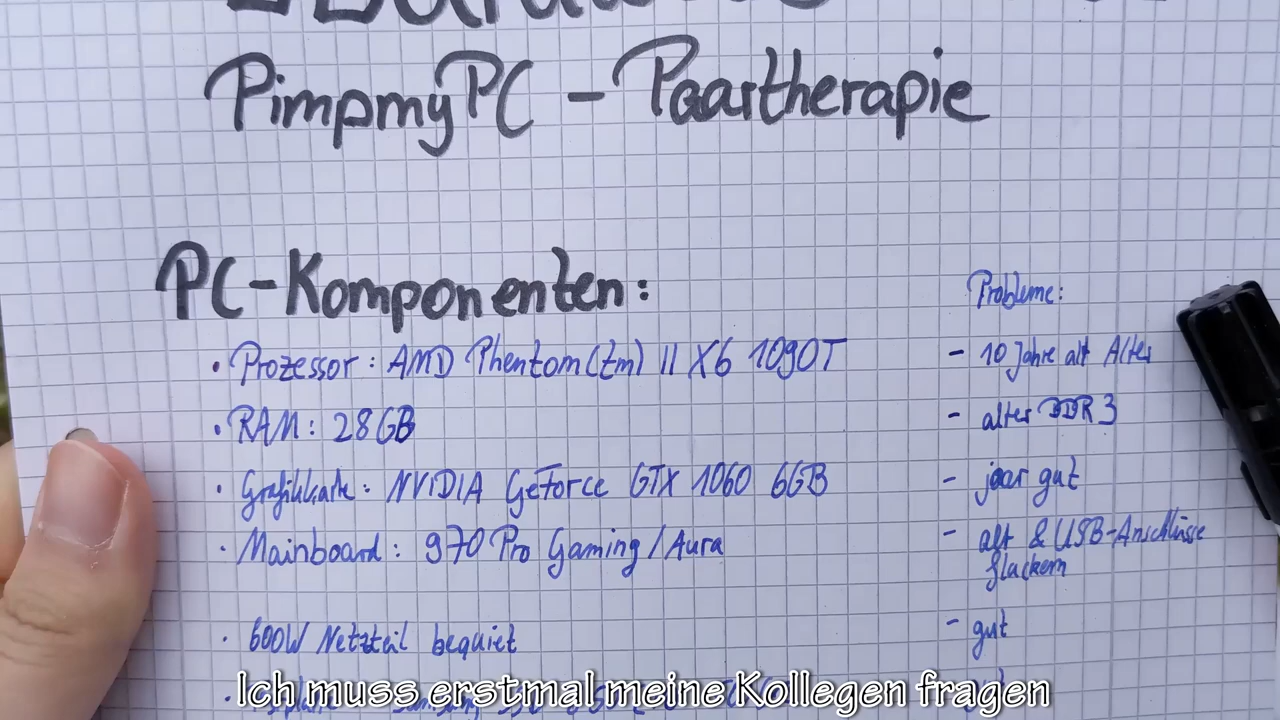 PimpmyPC - Paartherapie
PC-Komponenten:
Probleme:
• Prozessor: AMD Phentom(tm) II X6 1090T - 10 Jahre alt Alter
• RAM: 28GB - alter DDR3
• Grafikkarte: NVIDIA GeForce GTX 1060 6GB - joar gut
• Mainboard: 970 Pro Gaming/Aura - alt & USB-Anschlüsse
flackern
• 600W Netzteil bequiet - gut
Ich muss erstmal meine Kollegen fragen